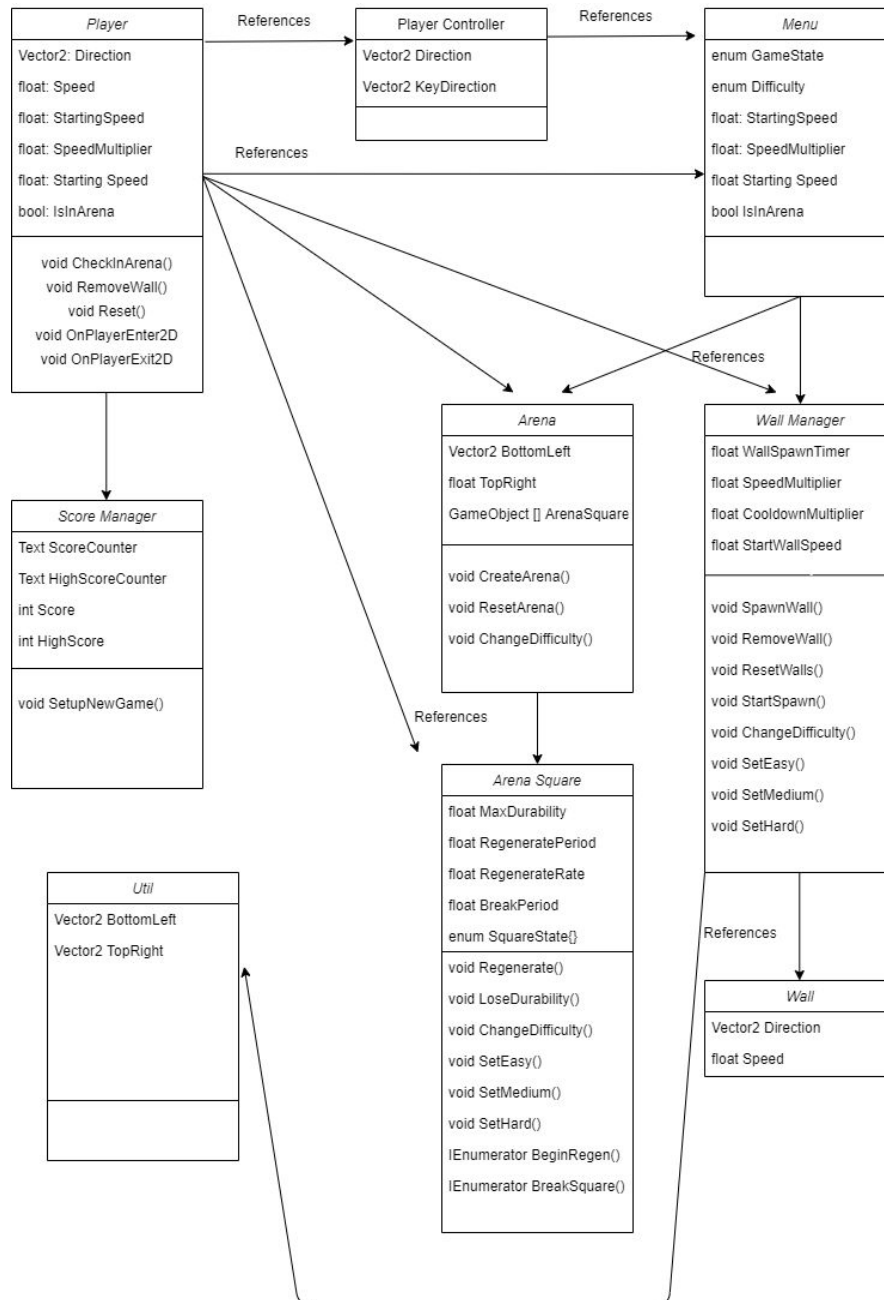 Player
Vector2: Direction
float: Speed
float: StartingSpeed
float: SpeedMultiplier
float: Starting Speed
bool: IsInArena
void CheckInArena()
void RemoveWall()
void Reset()
void OnPlayerEnter2D
void OnPlayerExit2D
References
Player Controller
Vector2 Direction
Vector2 KeyDirection
References
Menu
enum GameState
enum Difficulty
float: StartingSpeed
float: SpeedMultiplier
float Starting Speed
bool IsInArena
References
References
Score Manager
Text ScoreCounter
Text HighScoreCounter
int Score
int HighScore
void SetupNewGame()
Arena
Vector2 BottomLeft
float TopRight
GameObject [] ArenaSquare
void CreateArena()
void ResetArena()
void ChangeDifficulty()
Wall Manager
float WallSpawnTimer
float SpeedMultiplier
float CooldownMultiplier
float StartWallSpeed
void SpawnWall()
void RemoveWall()
void ResetWalls()
void StartSpawn()
void ChangeDifficulty()
void SetEasy()
void SetMedium()
void SetHard()
References
Arena Square
float MaxDurability
float RegeneratePeriod
float RegenerateRate
float BreakPeriod
enum SquareState{}
void Regenerate()
void LoseDurability()
void ChangeDifficulty()
void SetEasy()
void SetMedium()
void SetHard()
IEnumerator BeginRegen()
IEnumerator BreakSquare()
Util
Vector2 BottomLeft
Vector2 TopRight
References
Wall
Vector2 Direction
float Speed